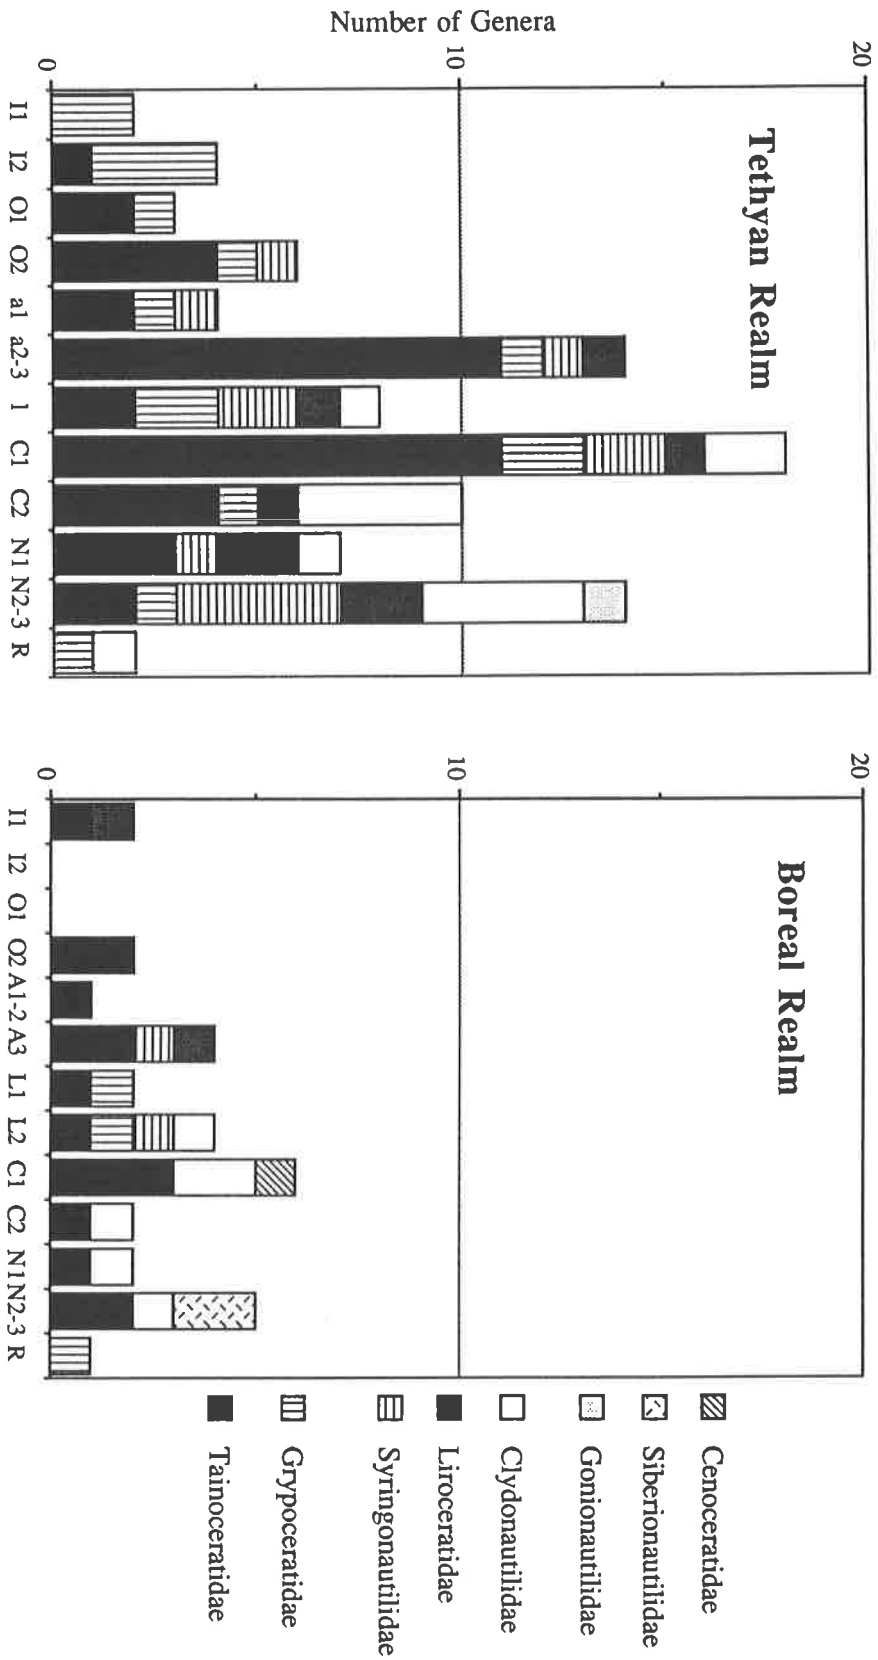 Number of Genera
0
10
20
Tethyan Realm
I1
I2
O1
O2
a1
a2-3
1
C1
C2
N1
N2-3
R
0
10
20
Boreal Realm
I1
I2
O1
O2
A1-2
A3
L1
L2
C1
C2
N1
N2-3
R
Cenoceratidae
Siberionautilidae
Gonionautilidae
Clydonautilidae
Liroceratidae
Syringonautilidae
Grypoceratidae
Tainoceratidae